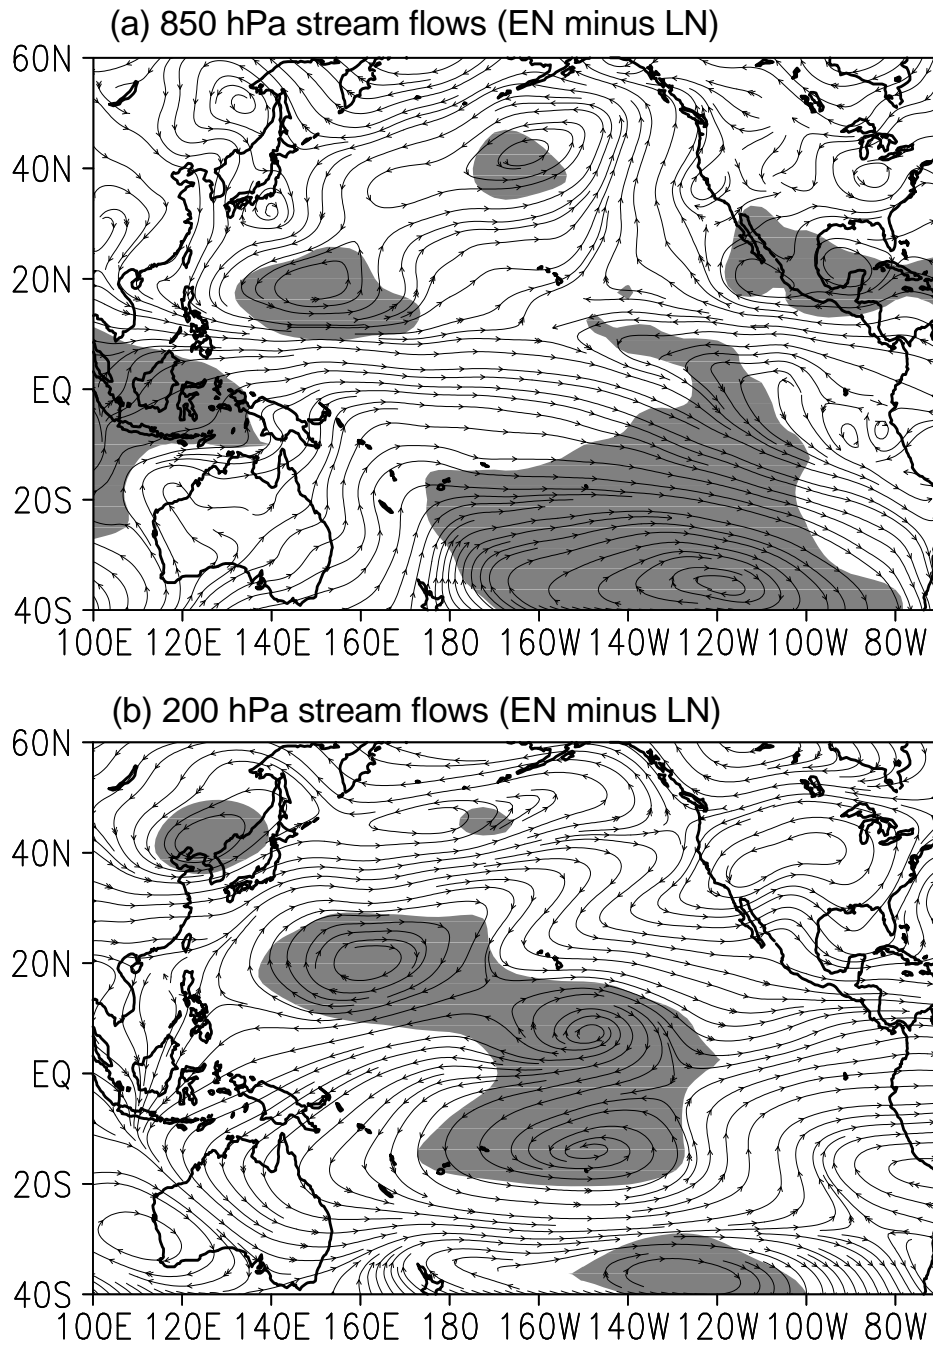 (a) 850 hPa stream flows (EN minus LN)
60N
40N
20N
EQ
20S
40S
100E 120E 140E 160E 180 160W 140W 120W 100W 80W
(b) 200 hPa stream flows (EN minus LN)
60N
40N
20N
EQ
20S
40S
100E 120E 140E 160E 180 160W 140W 120W 100W 80W